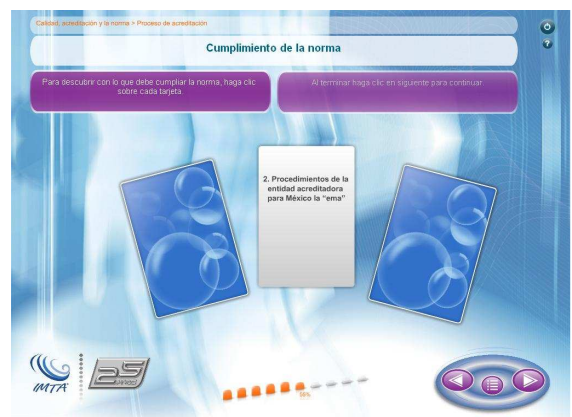 Calidad, acreditación y la norma > Proceso de acreditación
Cumplimiento de la norma
Para descubrir con lo que debe cumpliar la norma, haga clic
sobre cada tarjeta
Al terminar haga clic en siguiente para continuar.
2. Procedimientos de la
entidad acreditadora
para México la "ema"
?
IMTA
25